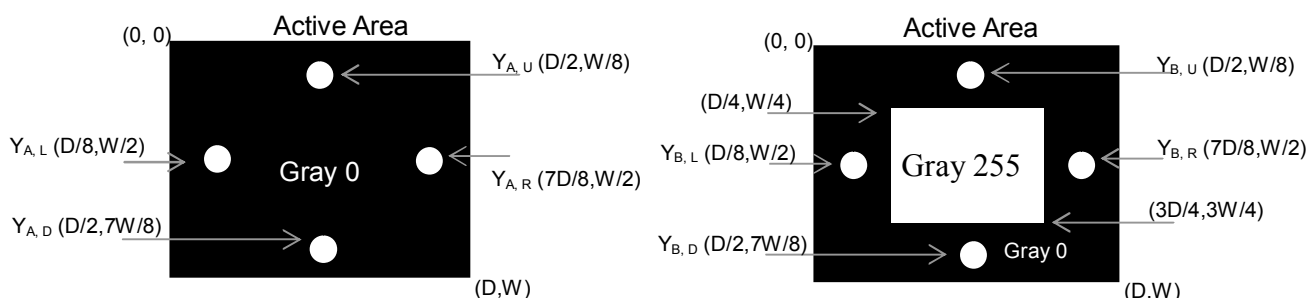 Active Area
(0, 0)
Y_A, U (D/2,W/8)
Y_A, L (D/8,W/2)
Gray 0
Y_A, R (7D/8,W/2)
Y_A, D (D/2,7W/8)
(D,W)
Active Area
(0, 0)
Y_B, U (D/2,W/8)
(D/4,W/4)
Y_B, L (D/8,W/2)
Gray 255
Y_B, R (7D/8,W/2)
(3D/4,3W/4)
Y_B, D (D/2,7W/8)
Gray 0
(D,W)